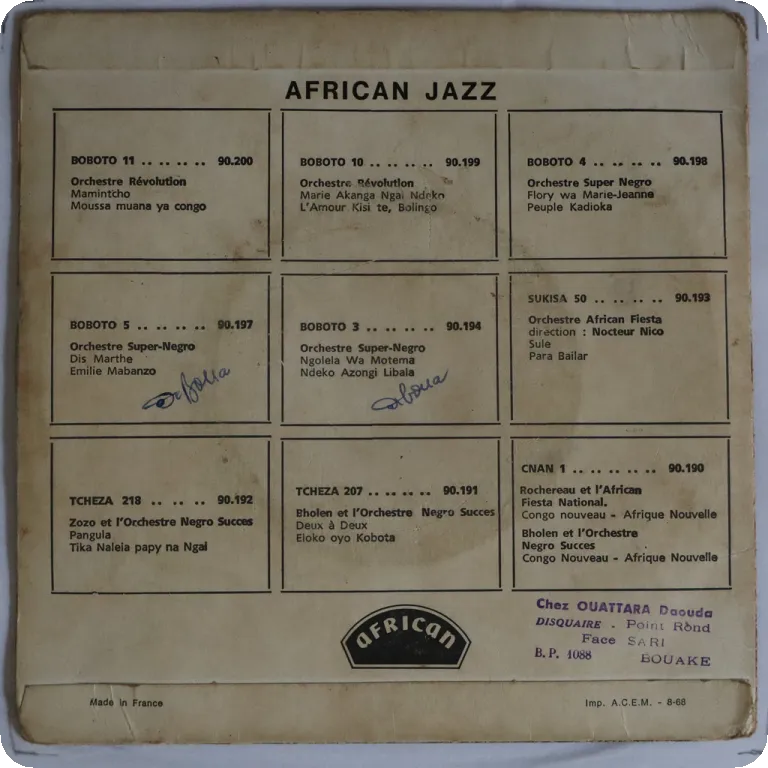 AFRICAN JAZZ
BOBOTO 11 .. .. .. .. 90.200
Orchestre Révolution
Mamintcho
Moussa muana ya congo
BOBOTO 10 .. .. .. .. 90.199
Orchestre Révolution
Marie Akanga Ngai Ndeko
L'Amour Kisi te, Bolingo
BOBOTO 4 .. .. .. .. 90.198
Orchestre Super Negro
Flory wa Marie-Jeanne
Peuple Kadioka
BOBOTO 5 .. .. .. .. 90.197
Orchestre Super-Negro
Dis Marthe
Emilie Mabanzo
BOBOTO 3 .. .. .. .. 90.194
Orchestre Super-Negro
Ngolela Wa Motema
Ndeko Azongi Libala
SUKISA 50 .. .. .. .. 90.193
Orchestre African Fiesta
direction : Nocteur Nico
Sule
Para Bailar
TCHEZA 218 .. .. .. 90.192
Zozo et l'Orchestre Negro Succes
Pangula
Tika Naleia papy na Ngai
TCHEZA 207 .. .. .. .. 90.191
Bholen et l'Orchestre Negro Succes
Deux à Deux
Eloko oyo Kobota
CNAN 1 .. .. .. .. .. 90.190
Rochereau et l'African
Fiesta National.
Congo nouveau - Afrique Nouvelle
Bholen et l'Orchestre
Negro Succes
Congo Nouveau - Afrique Nouvelle
AFRICAN
Chez OUATTARA Daouda
DISQUAIRE . Point Rond
Face SARI
B.P. 1088 BOUAKE
Made in France
Imp. A.C.E.M. - 8-68